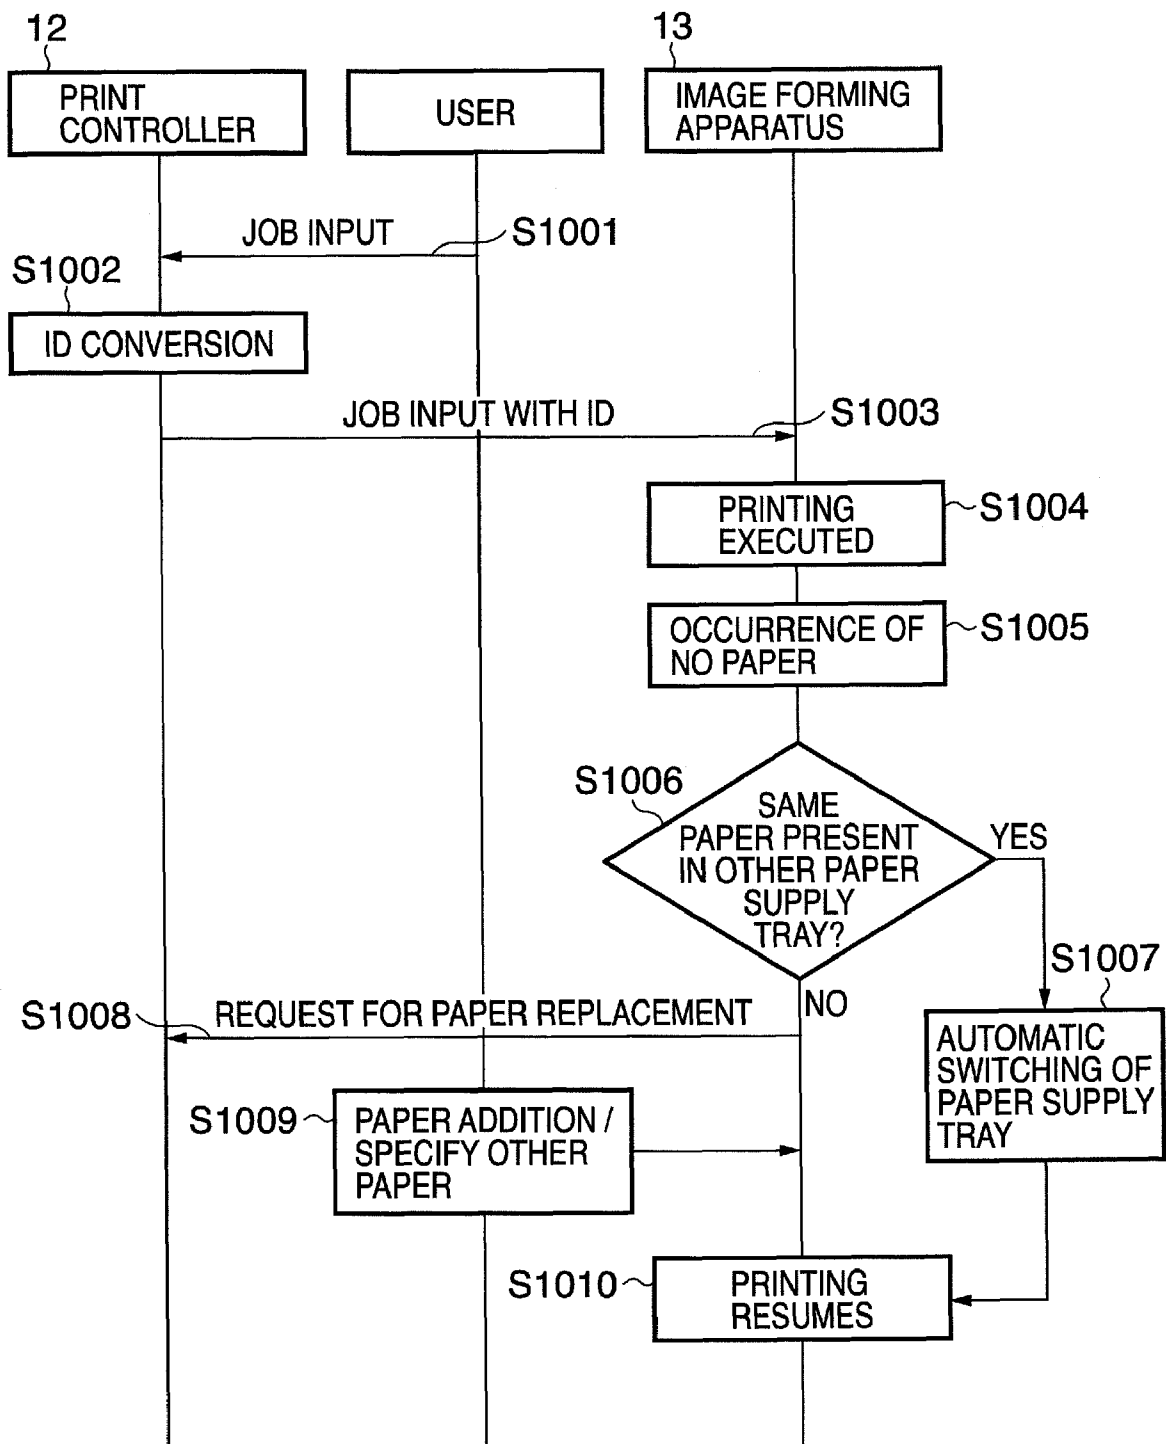 12
13
PRINT
CONTROLLER
USER
IMAGE FORMING
APPARATUS
JOB INPUT
S1001
S1002
ID CONVERSION
JOB INPUT WITH ID
S1003
PRINTING
EXECUTED
S1004
OCCURRENCE OF
NO PAPER
S1005
S1006
SAME
PAPER PRESENT
IN OTHER PAPER
SUPPLY
TRAY?
YES
NO
S1007
AUTOMATIC
SWITCHING OF
PAPER SUPPLY
TRAY
S1008
REQUEST FOR PAPER REPLACEMENT
S1009
PAPER ADDITION /
SPECIFY OTHER
PAPER
S1010
PRINTING
RESUMES